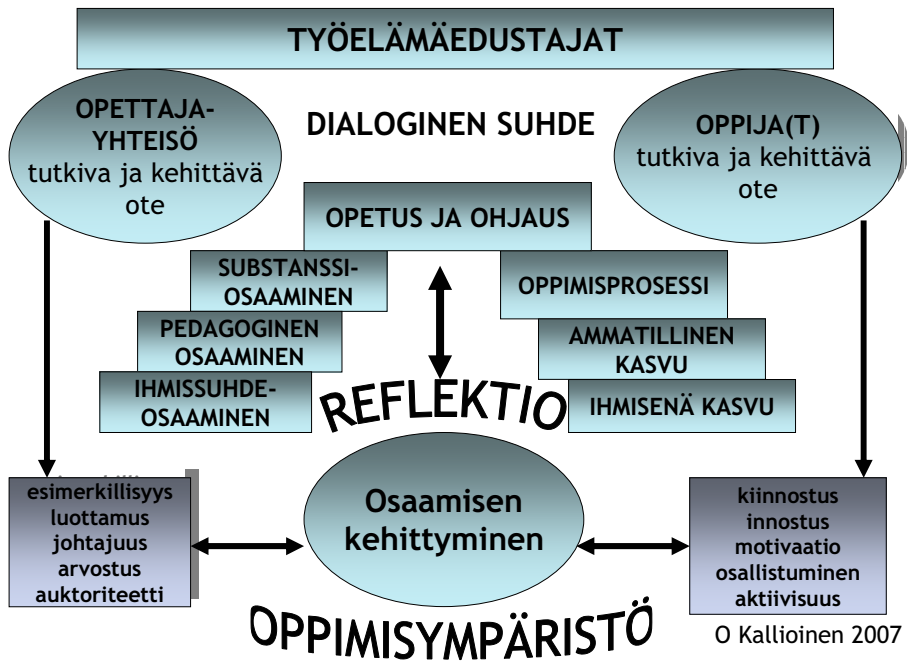 TYÖELÄMÄEDUSTAJAT
OPETTAJA-
YHTEISÖ
tutkiva ja kehittävä
ote
DIALOGINEN SUHDE
OPPIJA(T)
tutkiva ja kehittävä
ote
OPETUS JA OHJAUS
SUBSTANSSI-
OSAAMINEN
PEDAGOGINEN
OSAAMINEN
IHMISSUHDE-
OSAAMINEN
OPPIMISPROSESSI
AMMATILLINEN
KASVU
IHMISENÄ KASVU
REFLEKTIO
Osaamisen
kehittyminen
esimerkillisyys
luottamus
johtajuus
arvostus
auktoriteetti
kiinnostus
innostus
motivaatio
osallistuminen
aktiivisuus
OPPIMISYMPÄRISTÖ
O Kallioinen 2007